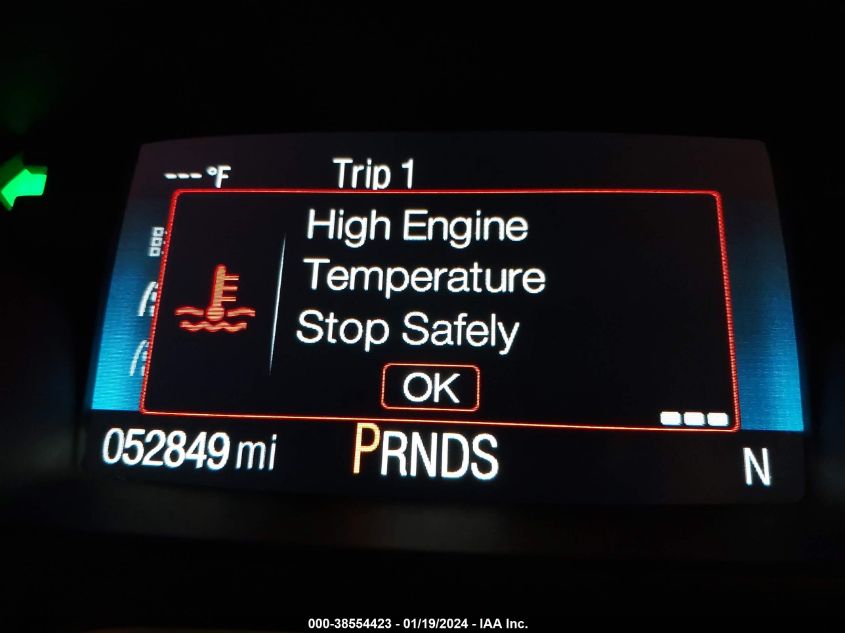 ---°F
Trip 1
High Engine
Temperature
Stop Safely
OK
052849 mi
PRNDS
N
000-38554423 - 01/19/2024 - IAA Inc.